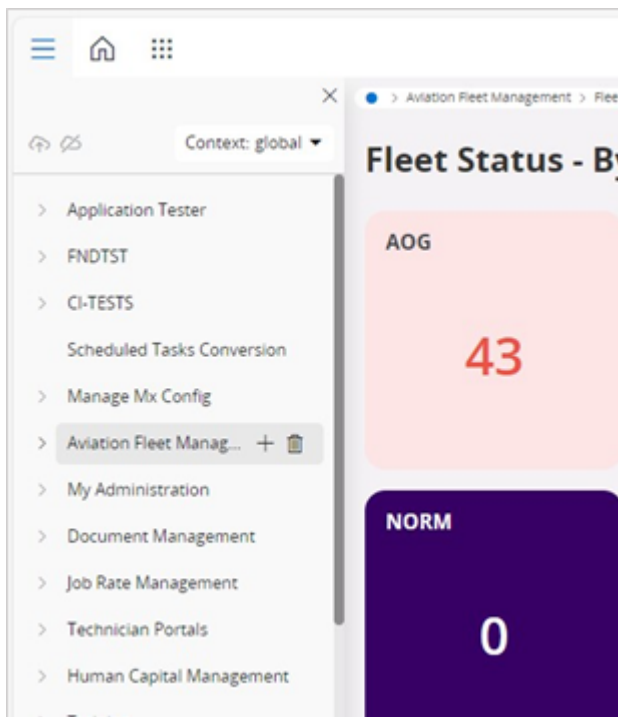 Aviation Fleet Management
Context: global
Fleet Status - By
Application Tester
FNDTST
CI-TESTS
Scheduled Tasks Conversion
Manage Mx Config
Aviation Fleet Manag...
My Administration
Document Management
Job Rate Management
Technician Portals
Human Capital Management
AOG
43
NORM
0